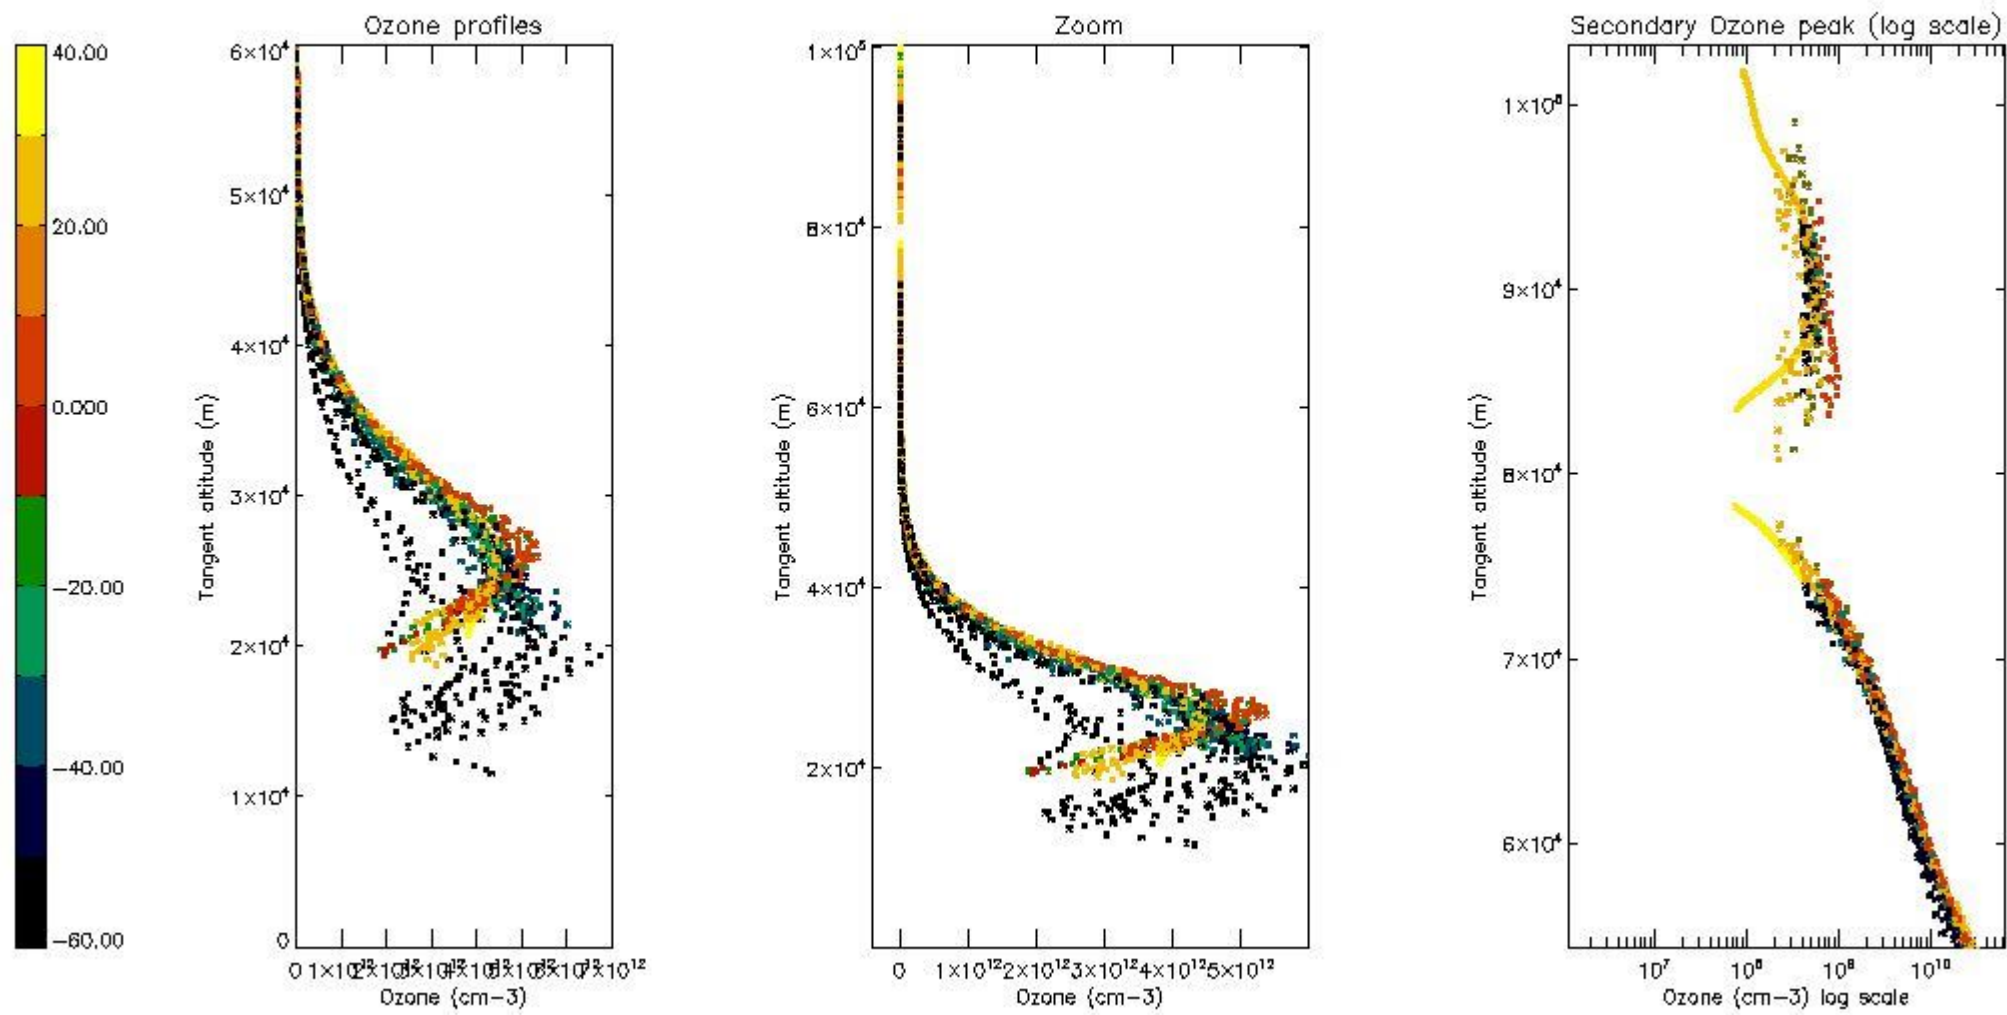 Ozone profiles
Zoom
Secondary Ozone peak (log scale)
40.00
20.00
0.000
−20.00
−40.00
−60.00
6×10⁴
5×10⁴
4×10⁴
3×10⁴
2×10⁴
1×10⁴
0
Tangent altitude (m)
Ozone (cm−3)
1×10⁵
8×10⁴
6×10⁴
4×10⁴
2×10⁴
Tangent altitude (m)
0 1×10¹² 2×10¹² 3×10¹² 4×10¹² 5×10¹²
Ozone (cm−3)
9×10⁴
8×10⁴
7×10⁴
6×10⁴
Tangent altitude (m)
10⁷ 10⁸ 10⁹ 10¹⁰
Ozone (cm−3) log scale